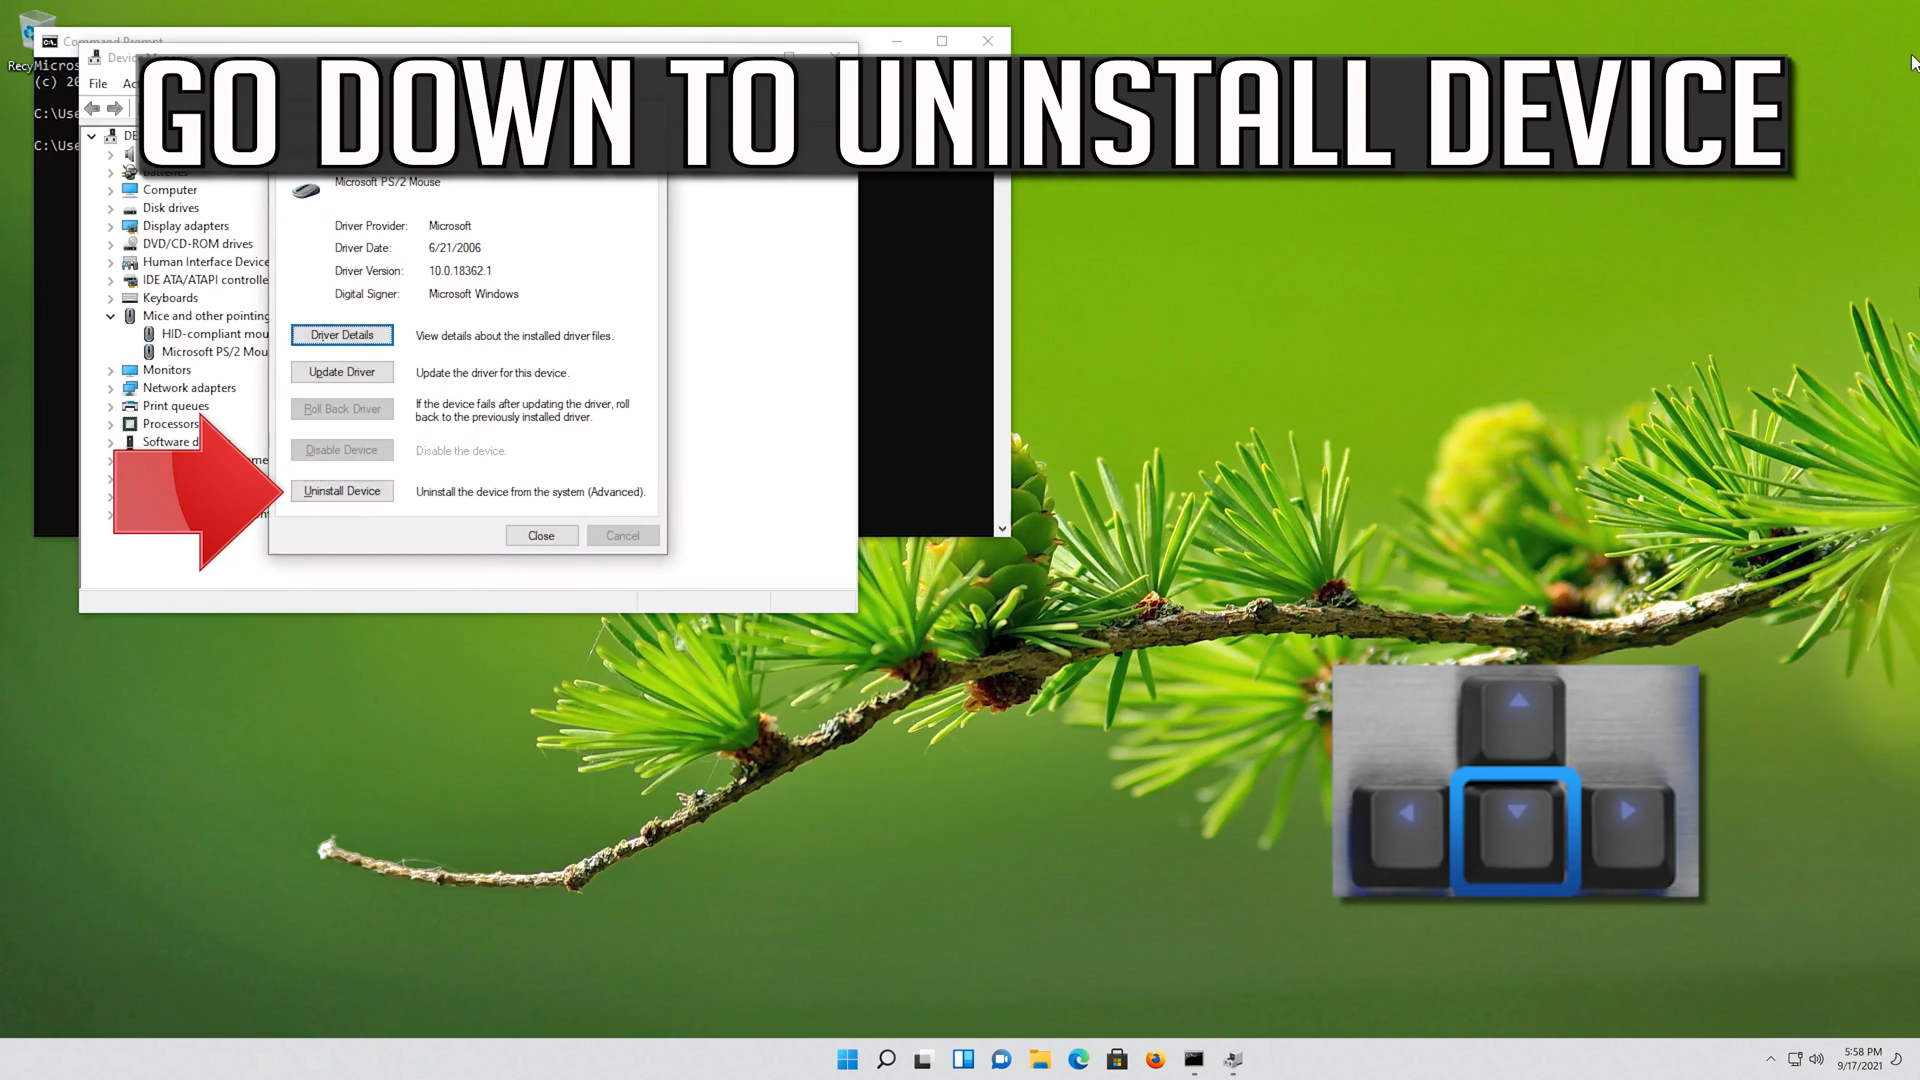 GO DOWN TO UNINSTALL DEVICE
Command Prompt
(c) 20
C:\Use
C:\Use
File
Batteries
Computer
Disk drives
Display adapters
DVD/CD-ROM drives
Human Interface Device
IDE ATA/ATAPI controlle
Keyboards
Mice and other pointing
HID-compliant mou
Microsoft PS/2 Mou
Monitors
Network adapters
Print queues
Processors
Software d
Microsoft PS/2 Mouse
Driver Provider: Microsoft
Driver Date: 6/21/2006
Driver Version: 10.0.18362.1
Digital Signer: Microsoft Windows
Driver Details View details about the installed driver files.
Update Driver Update the driver for this device.
Roll Back Driver If the device fails after updating the driver, roll
back to the previously installed driver.
Disable Device Disable the device.
Uninstall Device Uninstall the device from the system (Advanced).
Close Cancel
5:58 PM
9/17/2021